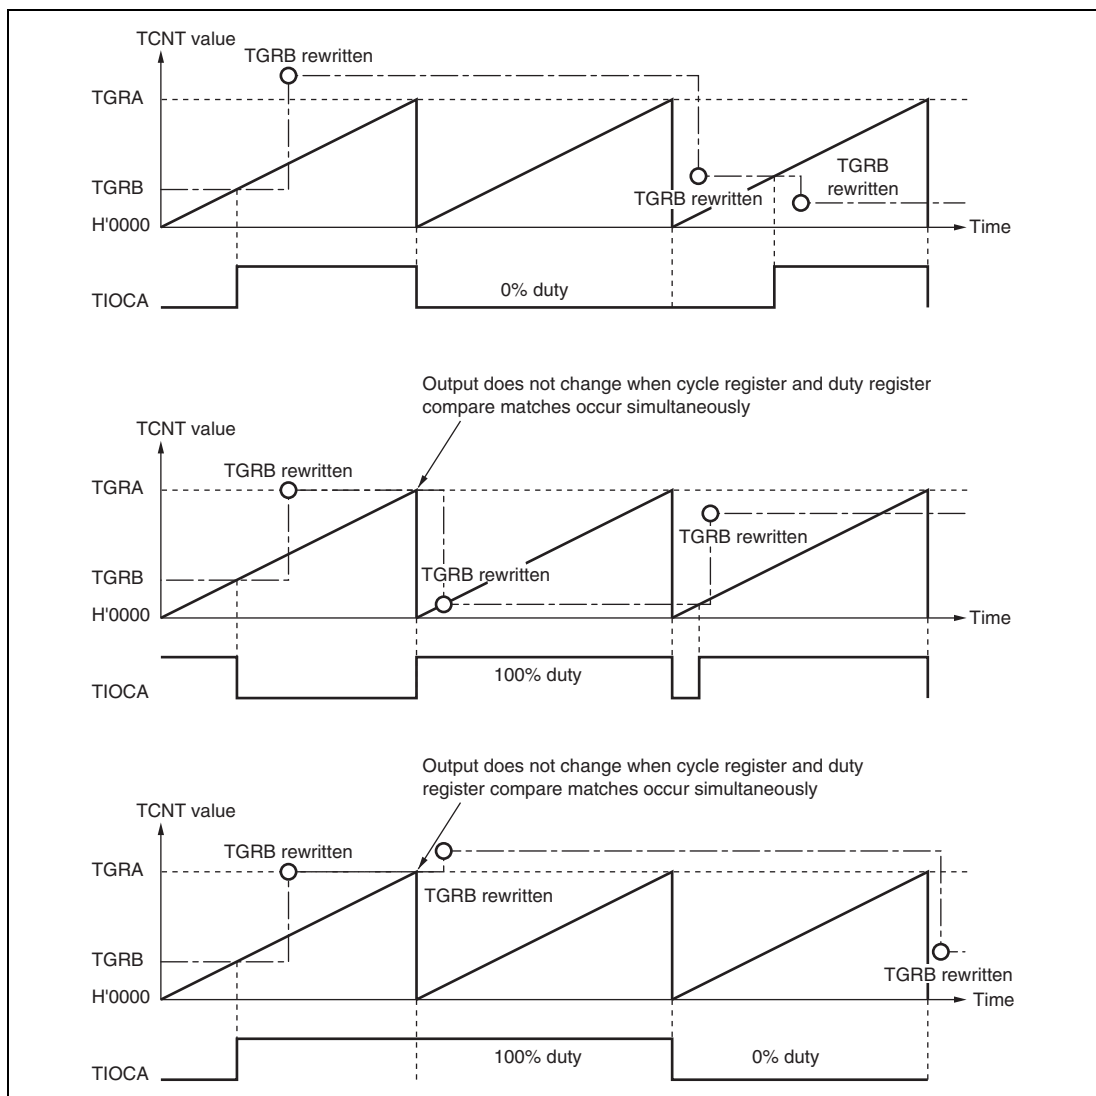 TCNT value
TGRB rewritten
TGRA
TGRB
TGRB rewritten
TGRB
rewritten
H'0000
Time
TIOCA
0% duty
Output does not change when cycle register and duty register
compare matches occur simultaneously
TCNT value
TGRB rewritten
TGRA
TGRB rewritten
TGRB
TGRB rewritten
H'0000
Time
TIOCA
100% duty
Output does not change when cycle register and duty
register compare matches occur simultaneously
TCNT value
TGRB rewritten
TGRA
TGRB rewritten
TGRB
TGRB rewritten
H'0000
Time
TIOCA
100% duty
0% duty